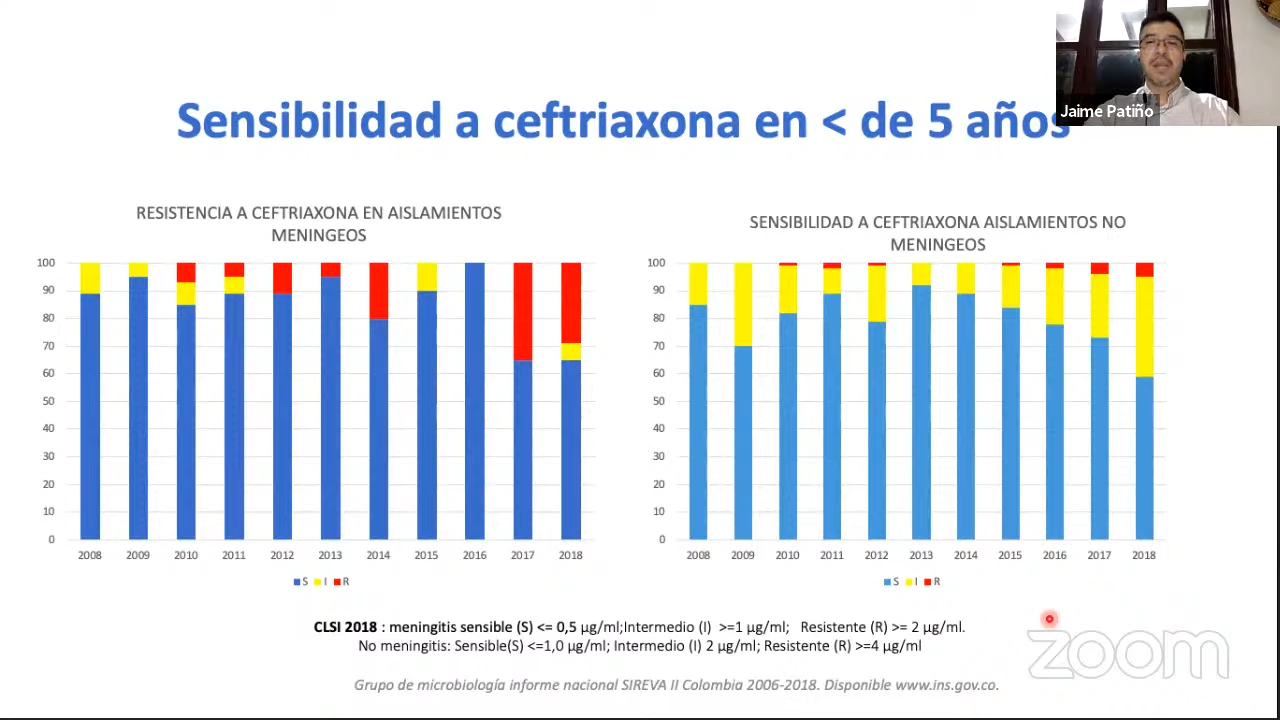 Jaime Patiño
Sensibilidad a ceftriaxona en < de 5 años
RESISTENCIA A CEFTRIAXONA EN AISLAMIENTOS
MENINGEOS
100
90
80
70
60
50
40
30
20
10
0
2008 2009 2010 2011 2012 2013 2014 2015 2016 2017 2018
S I R
SENSIBILIDAD A CEFTRIAXONA AISLAMIENTOS NO
MENINGEOS
100
90
80
70
60
50
40
30
20
10
0
2008 2009 2010 2011 2012 2013 2014 2015 2016 2017 2018
S I R
CLSI 2018 : meningitis sensible (S) <= 0,5 µg/ml;Intermedio (I) >=1 µg/ml; Resistente (R) >= 2 µg/ml.
No meningitis: Sensible(S) <=1,0 µg/ml; Intermedio (I) 2 µg/ml; Resistente (R) >=4 µg/ml
zoom
Grupo de microbiología informe nacional SIREVA II Colombia 2006-2018. Disponible www.ins.gov.co.